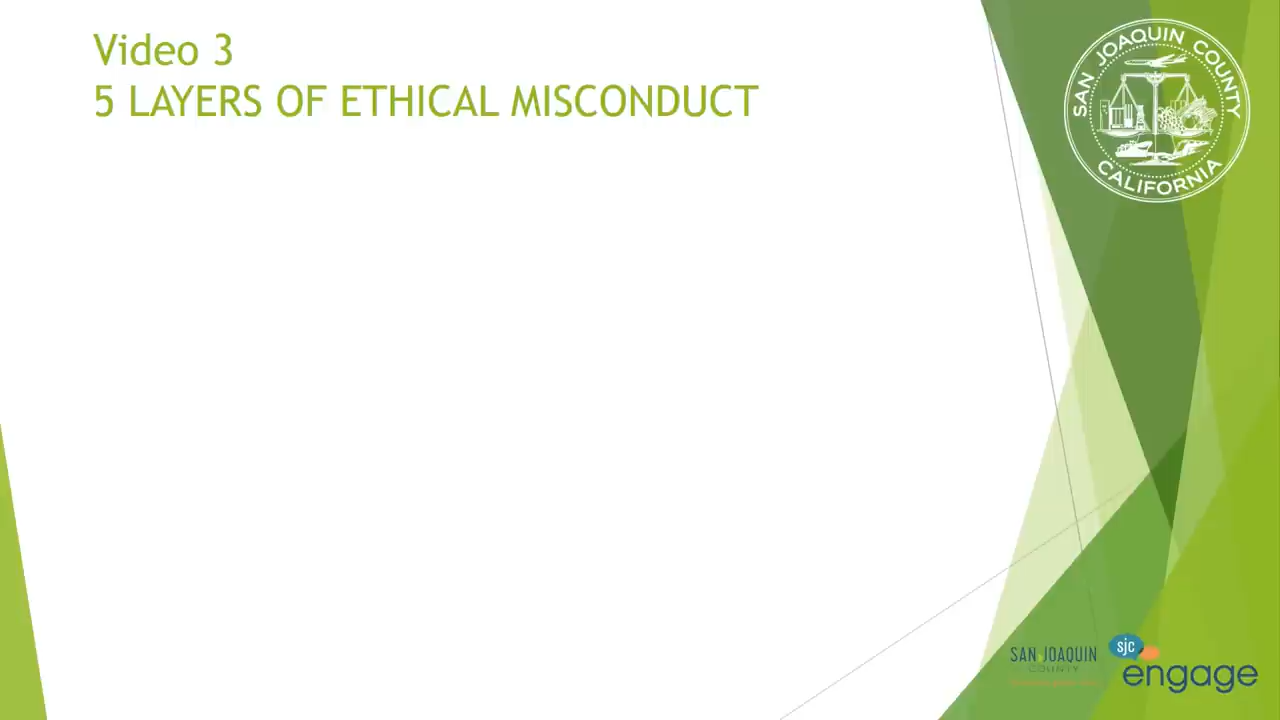 Video 3
5 LAYERS OF ETHICAL MISCONDUCT
SAN JOAQUIN COUNTY
CALIFORNIA
SAN JOAQUIN
COUNTY
sjc
engage